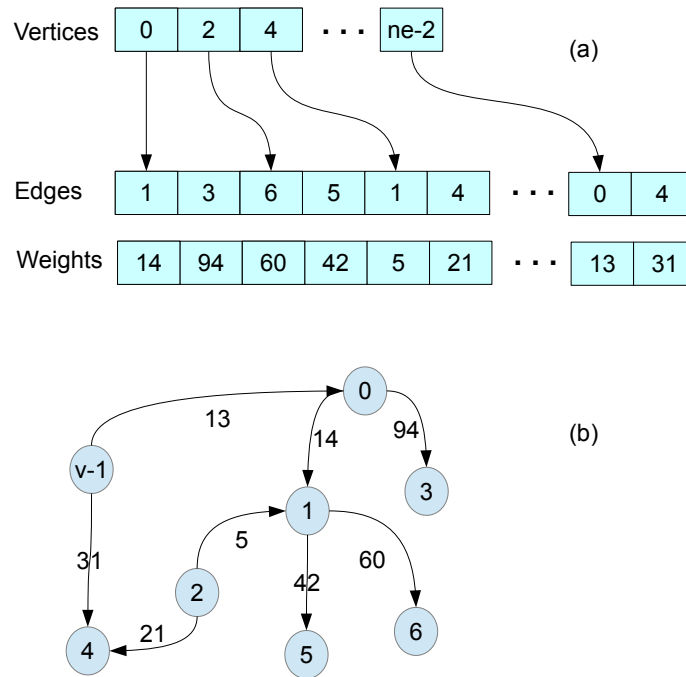 Vertices 0 2 4 . . . ne-2
(a)
Edges 1 3 6 5 1 4 . . . 0 4
Weights 14 94 60 42 5 21 . . . 13 31
0
13
14
94
(b)
v-1
3
1
5
60
31
42
2
6
21
4
5